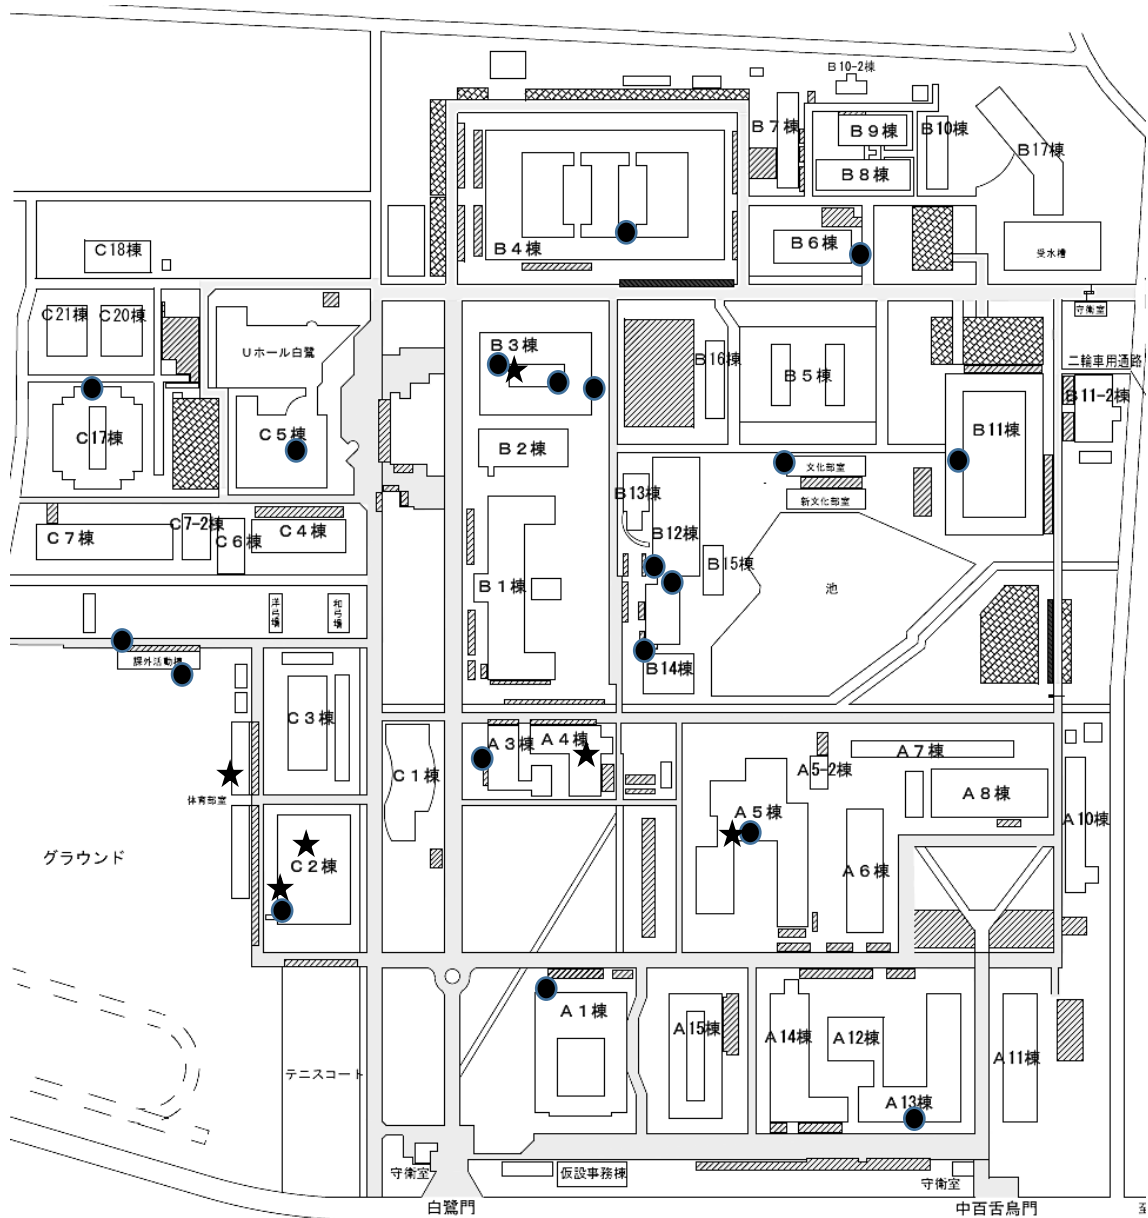 Ｂ10-2棟
Ｂ7棟
Ｂ9棟
Ｂ10棟
Ｂ17棟
Ｂ8棟
Ｃ18棟
Ｂ4棟
Ｂ6棟
受水槽
Ｃ21棟
Ｃ20棟
守衛室
Ｕホール白鷺
Ｂ3棟
Ｂ16棟
Ｂ5棟
二輪車用通路
Ｂ11-2棟
Ｃ17棟
Ｃ5棟
Ｂ2棟
Ｂ11棟
文化部室
Ｂ13棟
新文化部室
Ｃ7棟
Ｃ7-2棟
Ｃ6棟
Ｃ4棟
Ｂ12棟
Ｂ15棟
Ｂ1棟
池
洋弓場
和弓場
課外活動棟
Ｂ14棟
Ｃ3棟
Ａ3棟
Ａ4棟
Ａ7棟
Ｃ1棟
Ａ5-2棟
Ａ8棟
体育部室
Ａ5棟
Ａ10棟
グラウンド
Ｃ2棟
Ａ6棟
Ａ1棟
Ａ15棟
Ａ14棟
Ａ12棟
Ａ11棟
テニスコート
Ａ13棟
守衛室
仮設事務棟
守衛室
白鷺門
中百舌鳥門